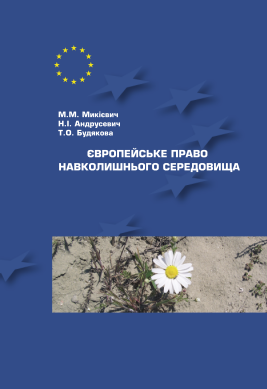 М.М. Микієвич
Н.І. Андрусевич
Т.О. Будякова
ЄВРОПЕЙСЬКЕ ПРАВО
НАВКОЛИШНЬОГО СЕРЕДОВИЩА